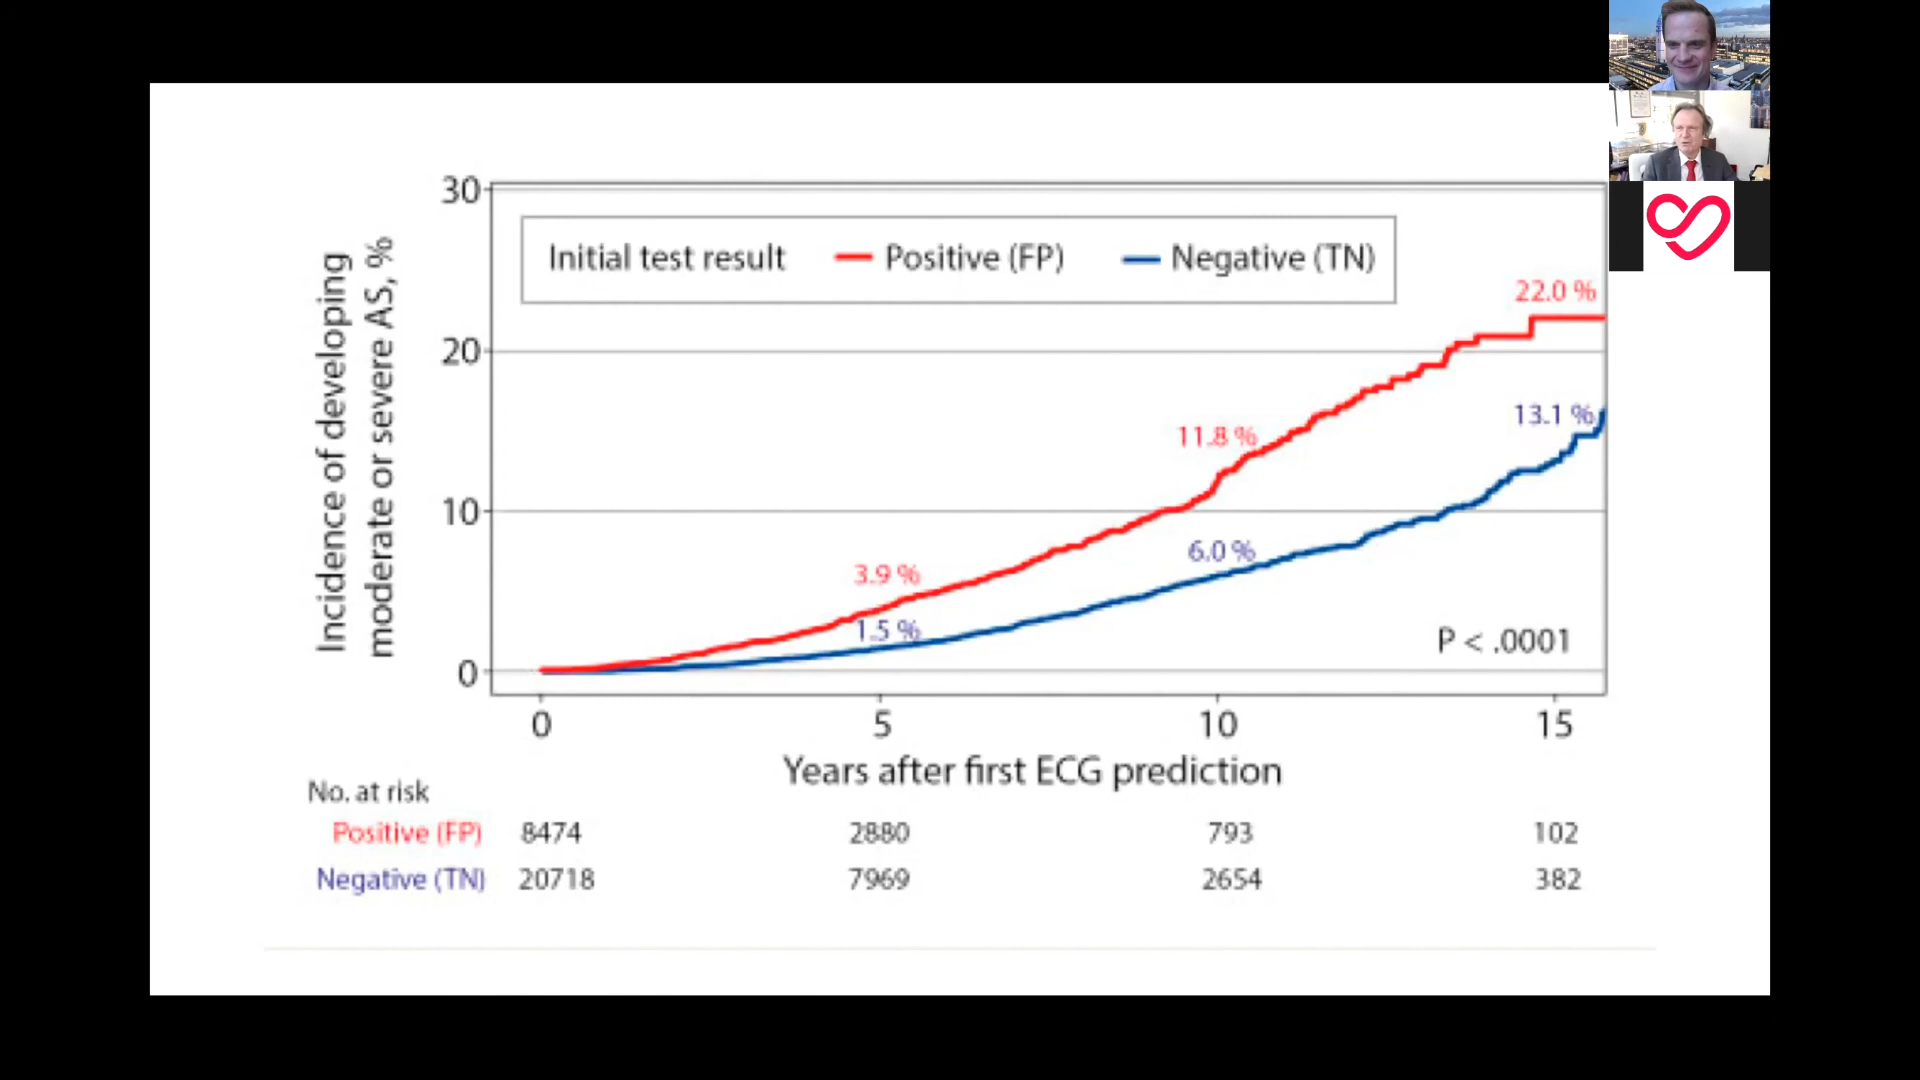 30
Initial test result Positive (FP) Negative (TN)
22.0 %
Incidence of developing
moderate or severe AS, %
20
13.1 %
11.8 %
10
6.0 %
3.9 %
1.5 %
P < .0001
0
0 5 10 15
Years after first ECG prediction
No. at risk
Positive (FP) 8474 2880 793 102
Negative (TN) 20718 7969 2654 382